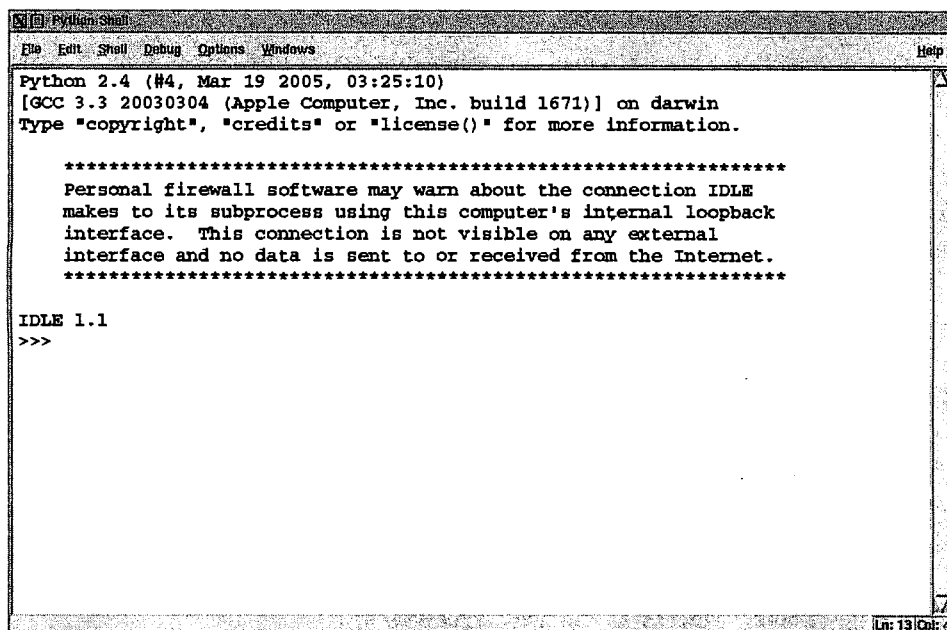 Python Shell
File Edit Shell Debug Options Windows Help
Python 2.4 (#4, Mar 19 2005, 03:25:10)
[GCC 3.3 20030304 (Apple Computer, Inc. build 1671)] on darwin
Type "copyright", "credits" or "license()" for more information.
****************************************************************
Personal firewall software may warn about the connection IDLE
makes to its subprocess using this computer's internal loopback
interface. This connection is not visible on any external
interface and no data is sent to or received from the Internet.
****************************************************************
IDLE 1.1
>>>
Ln: 13 Col: